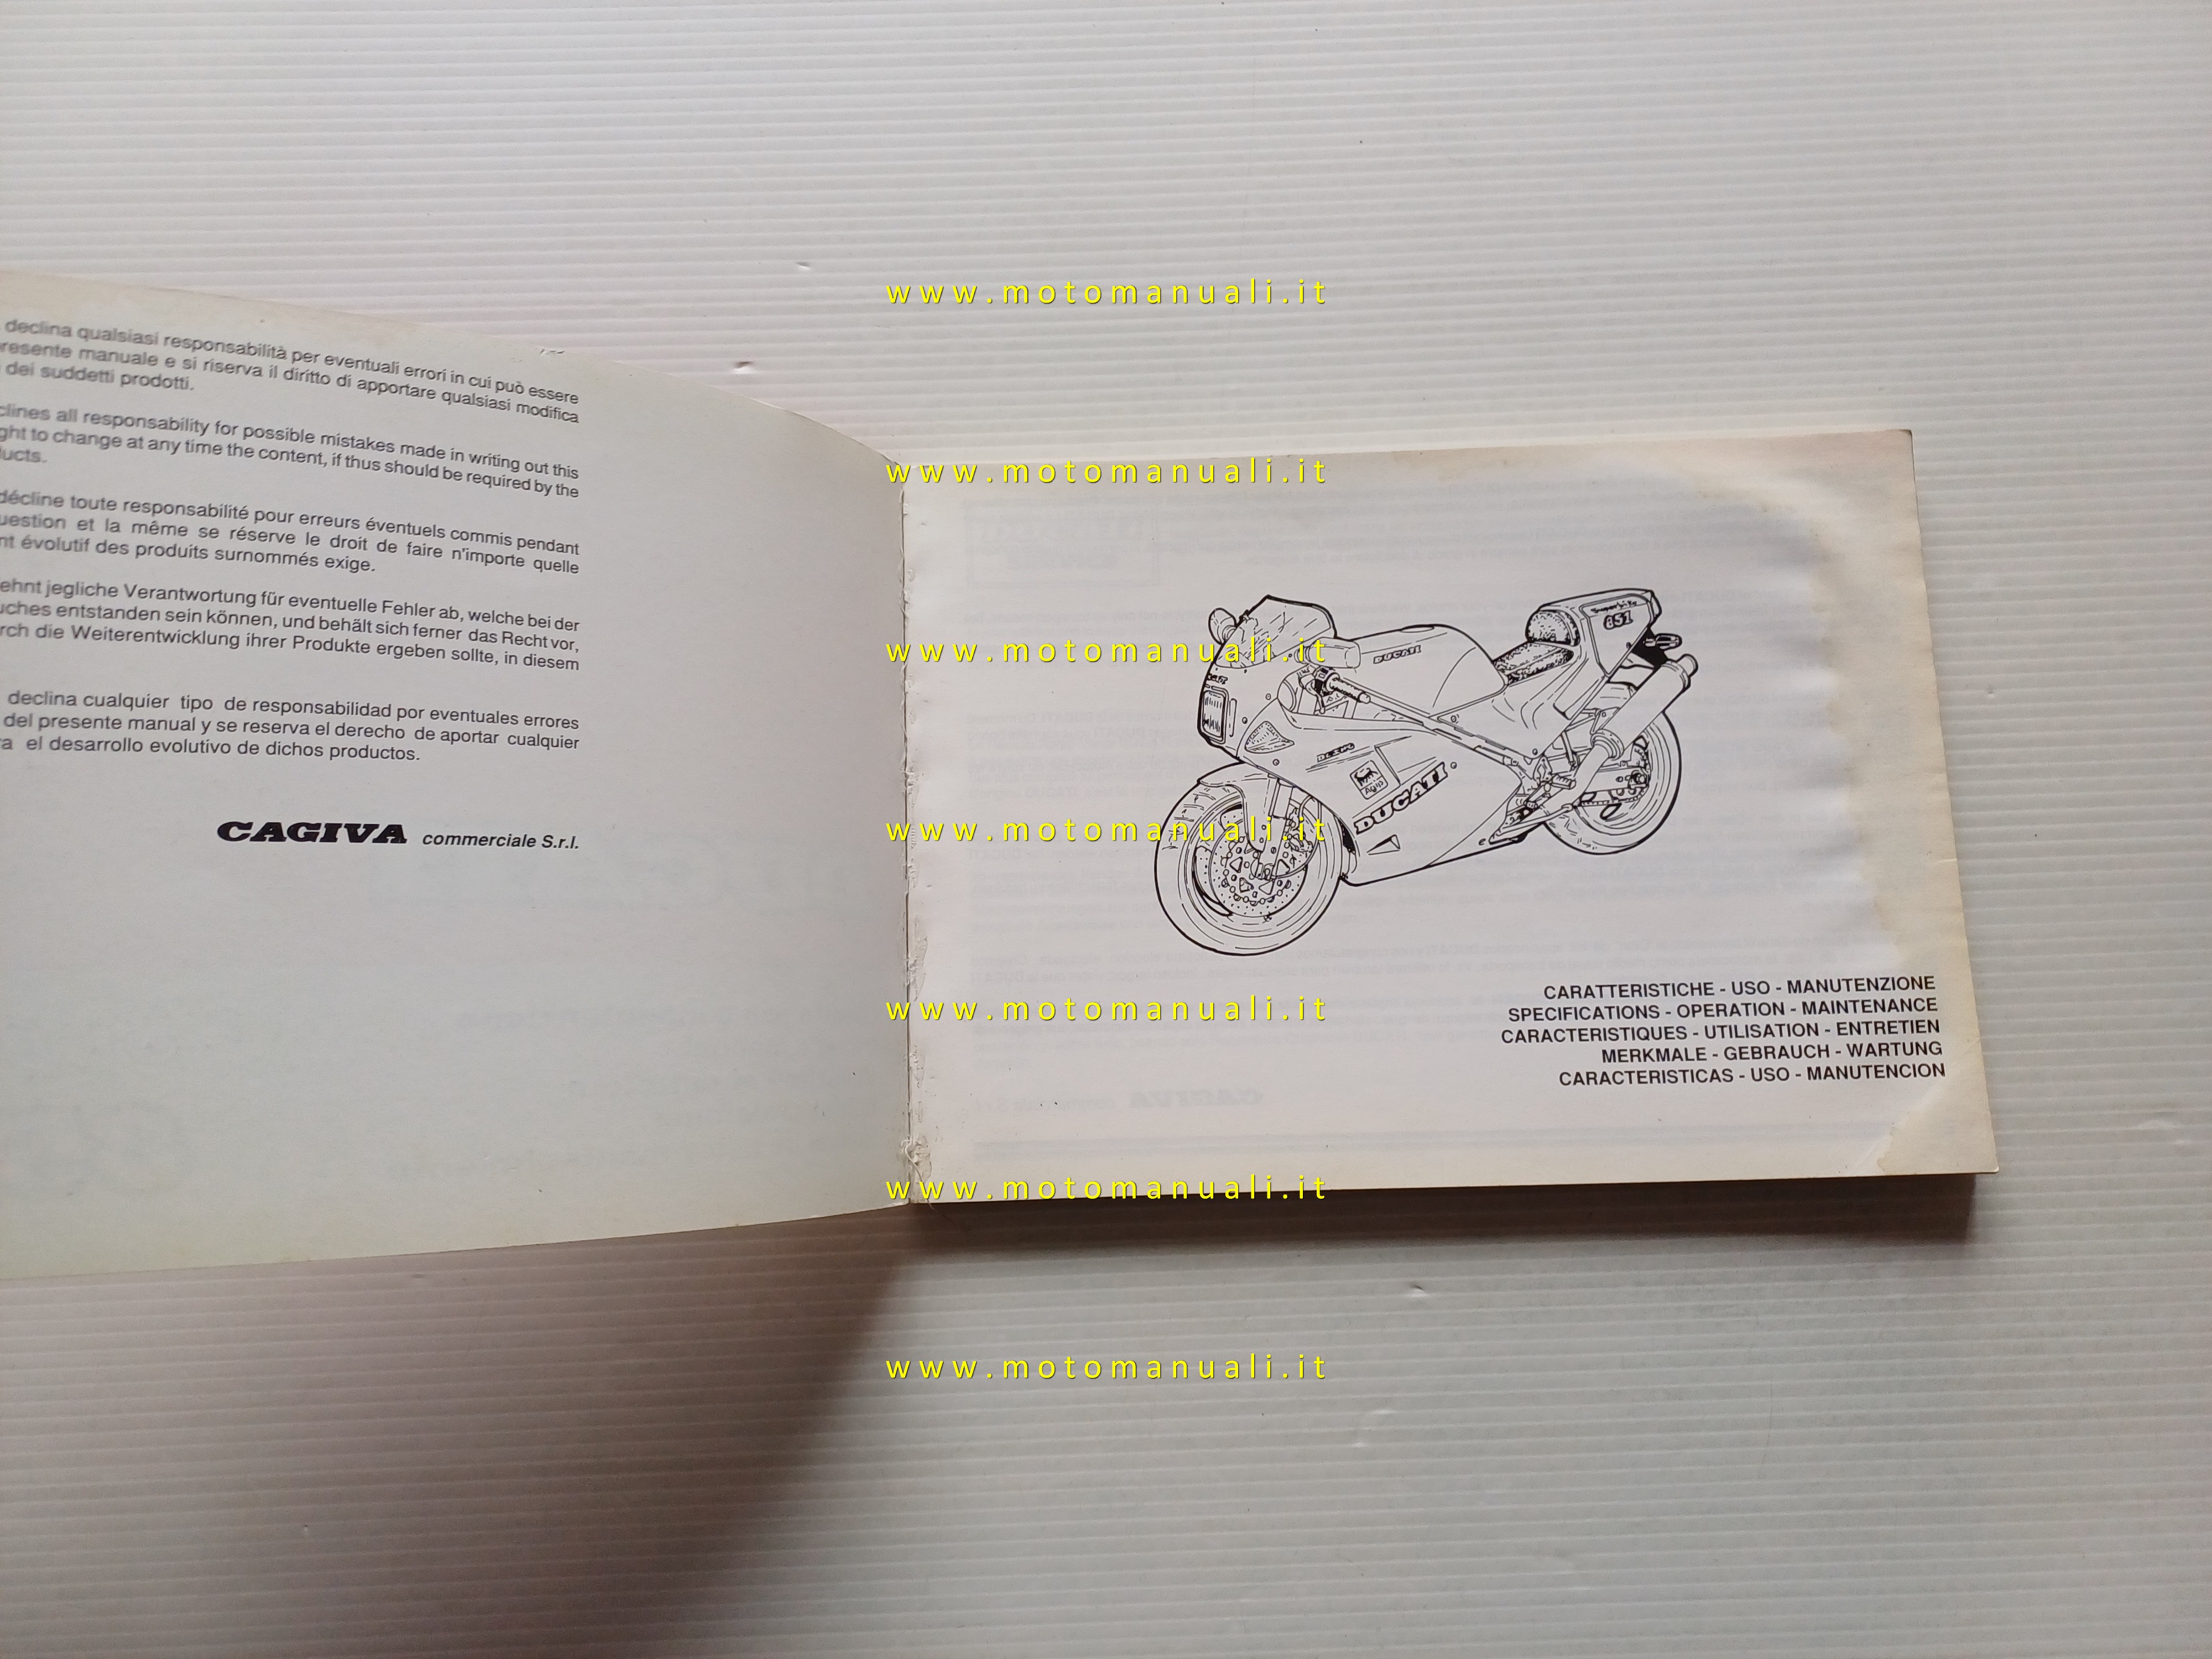 declina qualsiasi responsabilità per eventuali errori in cui può essere
presente manuale e si riserva il diritto di apportare qualsiasi modifica
dei suddetti prodotti.
clines all responsability for possible mistakes made in writing out this
ght to change at any time the content, if thus should be required by the
ducts.
décline toute responsabilité pour erreurs éventuels commis pendant
uestion et la même se réserve le droit de faire n'importe quelle
nt évolutif des produits surnommés exige.
ehnt jegliche Verantwortung für eventuelle Fehler ab, welche bei der
uches entstanden sein können, und behält sich ferner das Recht vor,
rch die Weiterentwicklung ihrer Produkte ergeben sollte, in diesem
declina cualquier tipo de responsabilidad por eventuales errores
del presente manual y se reserva el derecho de aportar cualquier
a el desarrollo evolutivo de dichos productos.
CAGIVA commerciale S.r.l.
www.motomanuali.it
www.motomanuali.it
www.motomanuali.it
www.motomanuali.it
www.motomanuali.it
www.motomanuali.it
www.motomanuali.it
Superbike
851
DUCATI
Agip
DUCATI
CARATTERISTICHE - USO - MANUTENZIONE
SPECIFICATIONS - OPERATION - MAINTENANCE
CARACTERISTIQUES - UTILISATION - ENTRETIEN
MERKMALE - GEBRAUCH - WARTUNG
CARACTERISTICAS - USO - MANUTENCION